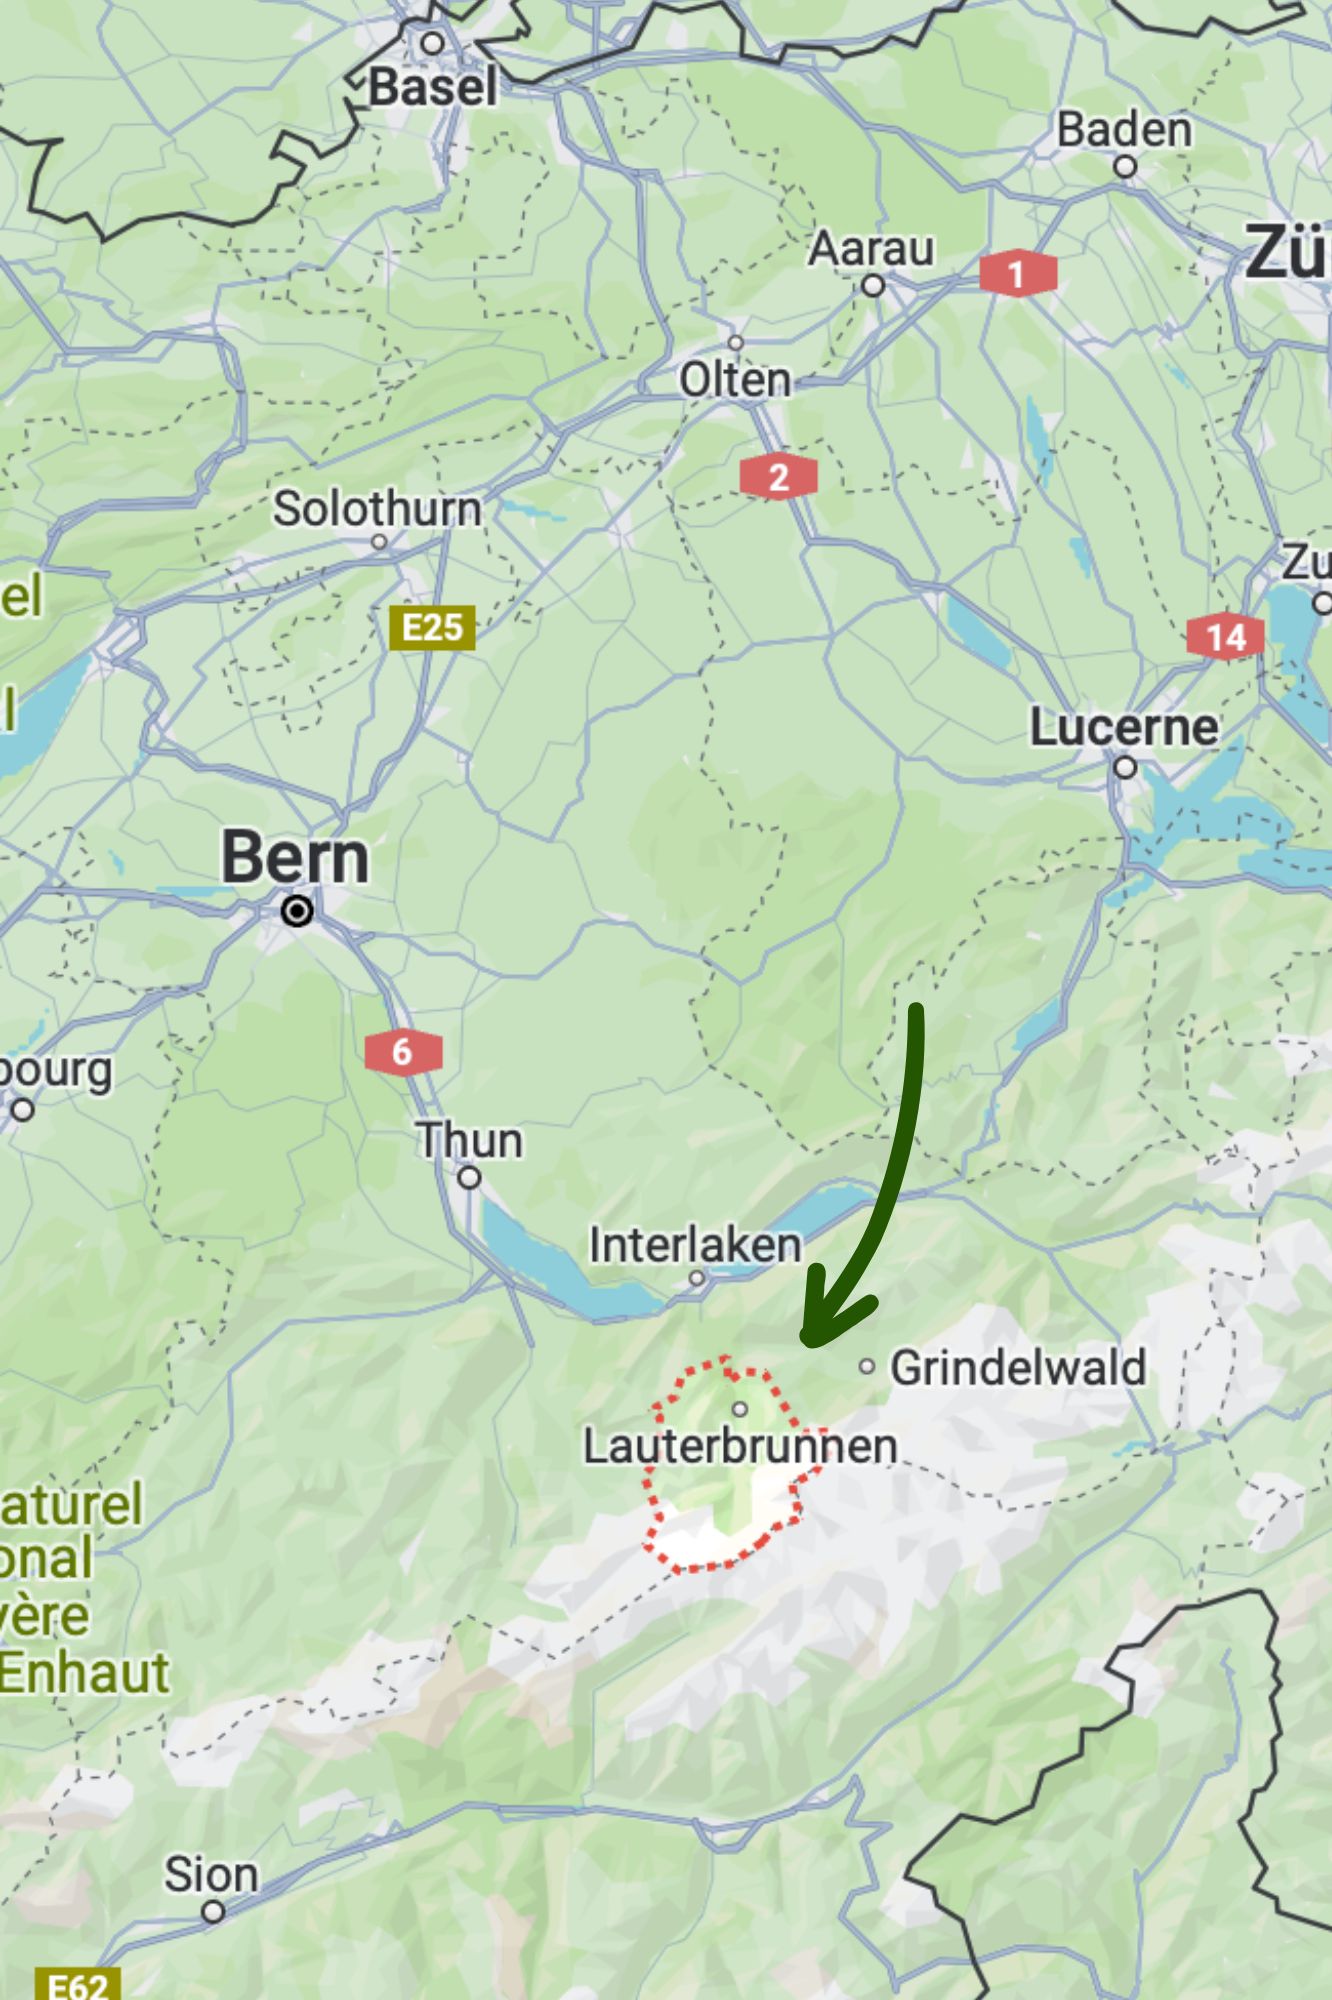 Basel
Baden
Zü
Aarau
1
Olten
2
Solothurn
Zu
el
E25
14
l
Lucerne
Bern
6
bourg
Thun
Interlaken
Grindelwald
Lauterbrunnen
aturel
onal
yère
Enhaut
Sion
E62